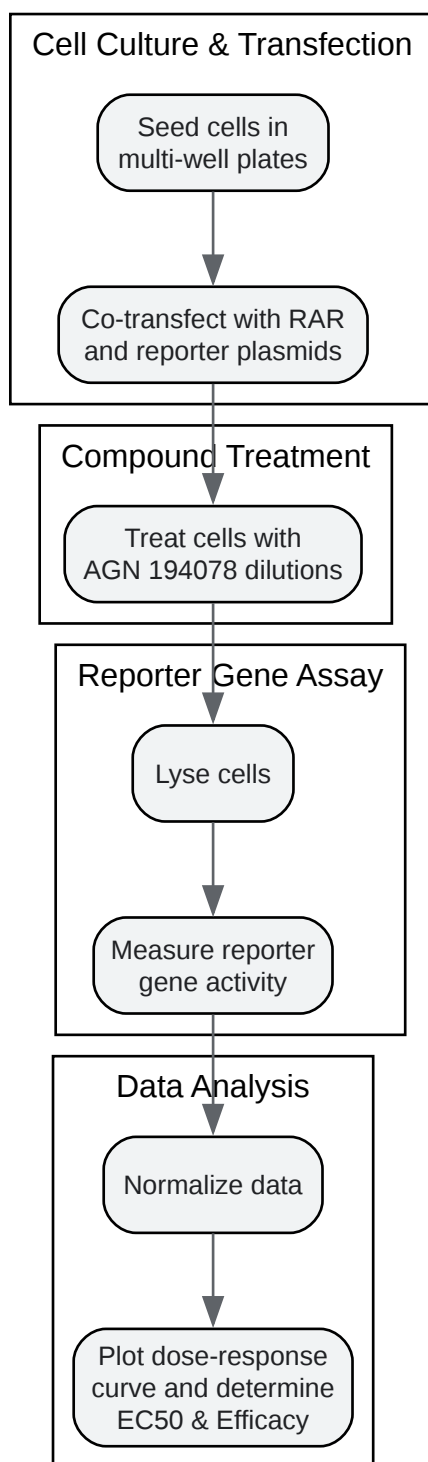 Cell Culture & Transfection
Seed cells in
multi-well plates
Co-transfect with RAR
and reporter plasmids
Compound Treatment
Treat cells with
AGN 194078 dilutions
Reporter Gene Assay
Lyse cells
Measure reporter
gene activity
Data Analysis
Normalize data
Plot dose-response
curve and determine
EC50 & Efficacy